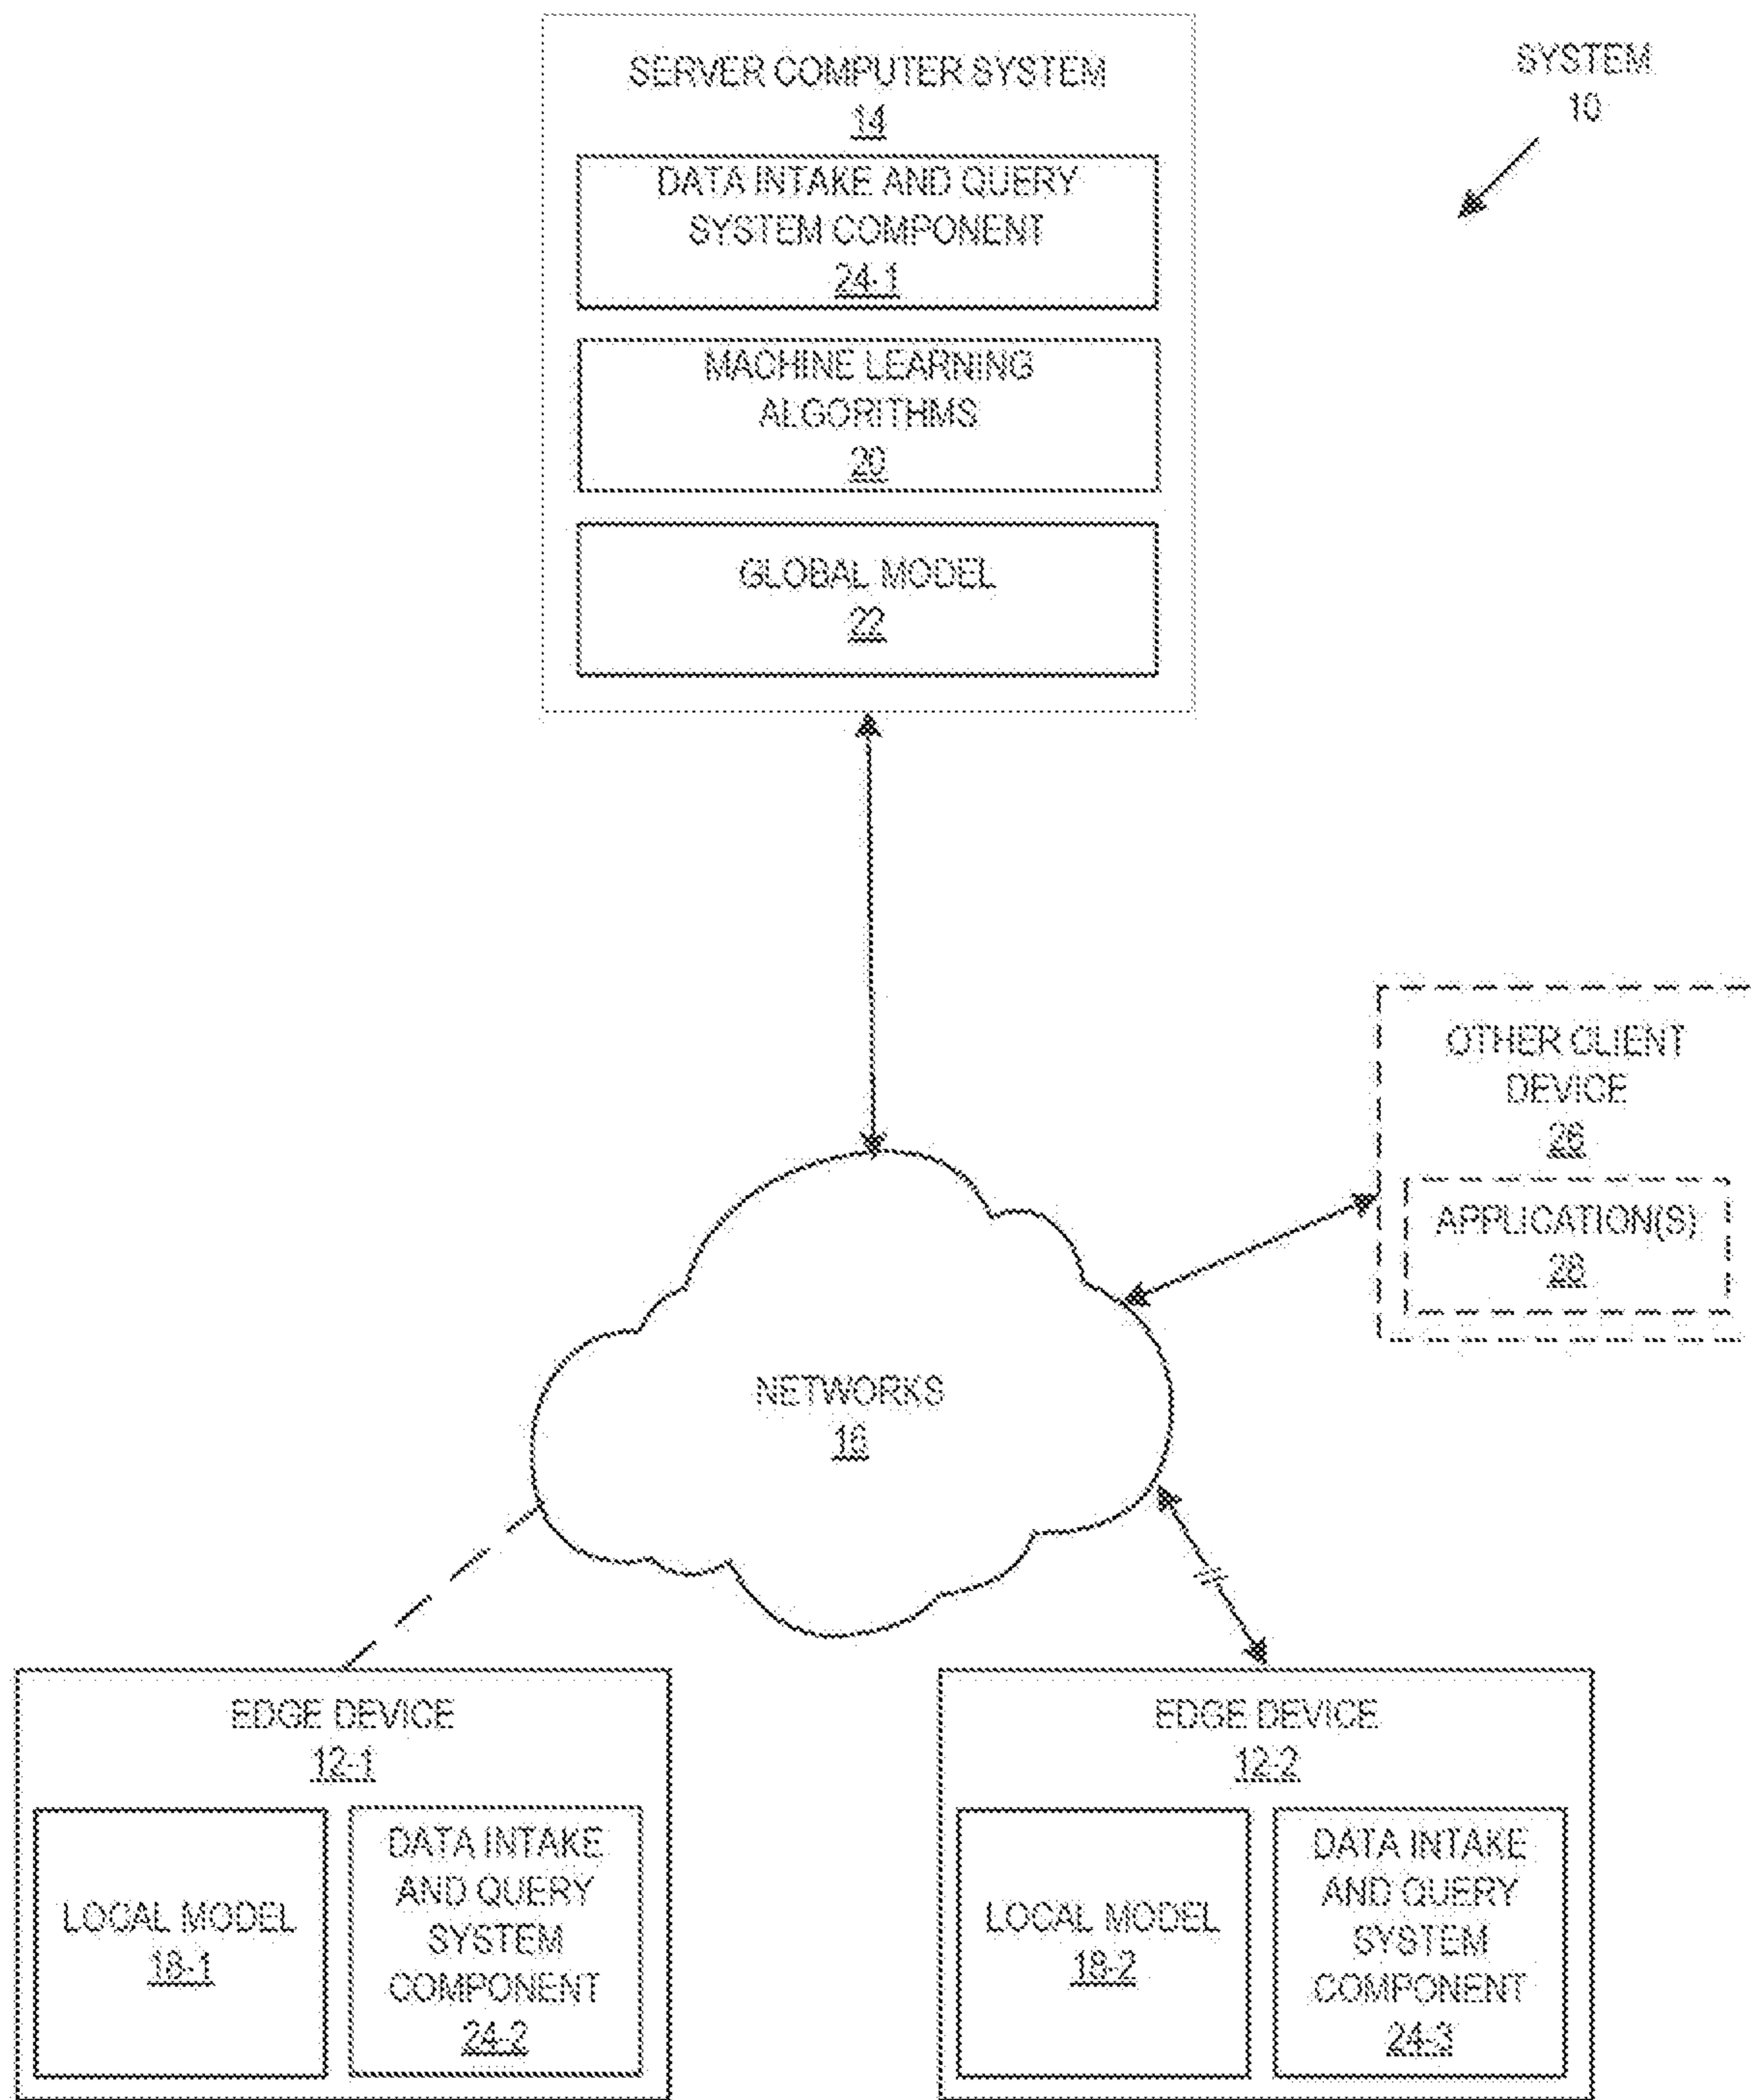 SERVER COMPUTER SYSTEM
14
DATA INTAKE AND QUERY
SYSTEM COMPONENT
24-1
MACHINE LEARNING
ALGORITHMS
20
GLOBAL MODEL
22
SYSTEM
10
OTHER CLIENT
DEVICE
26
APPLICATION(S)
28
NETWORKS
16
EDGE DEVICE
12-1
LOCAL MODEL
18-1
DATA INTAKE
AND QUERY
SYSTEM
COMPONENT
24-2
EDGE DEVICE
12-2
LOCAL MODEL
18-2
DATA INTAKE
AND QUERY
SYSTEM
COMPONENT
24-3